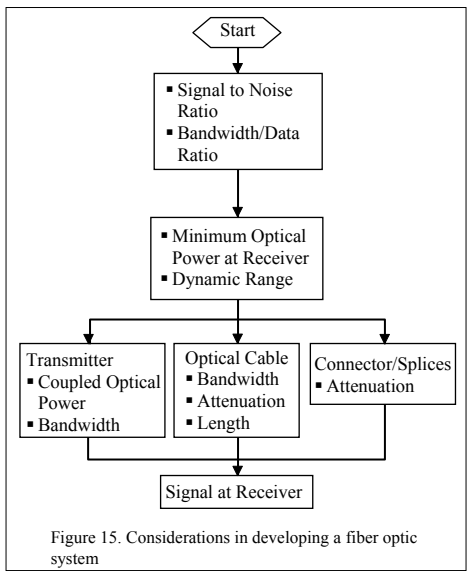 Start
▪ Signal to Noise
Ratio
▪ Bandwidth/Data
Ratio
▪ Minimum Optical
Power at Receiver
▪ Dynamic Range
Transmitter
▪ Coupled Optical
Power
▪ Bandwidth
Optical Cable
▪ Bandwidth
▪ Attenuation
▪ Length
Connector/Splices
▪ Attenuation
Signal at Receiver
Figure 15. Considerations in developing a fiber optic
system